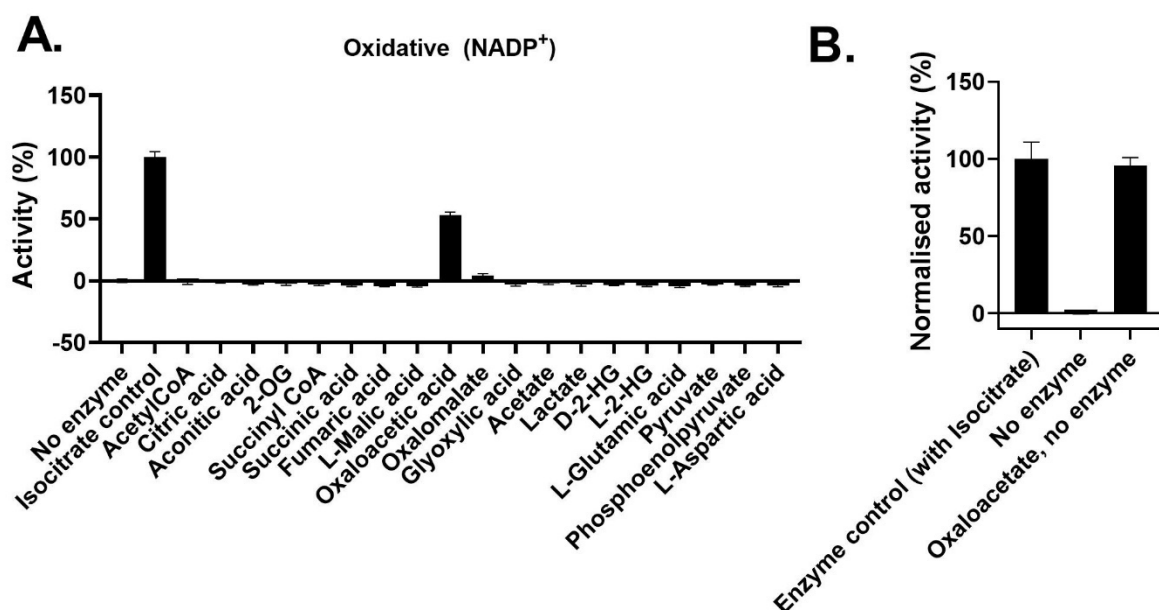 A.
Oxidative (NADP+)
Activity (%)
150
100
50
0
-50
No enzyme
Isocitrate control
AcetylCoA
Citric acid
Aconitic acid
2-OG
Succinyl CoA
Succinic acid
Fumaric acid
L-Malic acid
Oxaloacetic acid
Oxalomalate
Glyoxylic acid
Acetate
Lactate
D-2-HG
L-2-HG
L-Glutamic acid
Pyruvate
Phosphoenolpyruvate
L-Aspartic acid
B.
Normalised activity (%)
150
100
50
0
Enzyme control (with Isocitrate)
No enzyme
Oxaloacetate, no enzyme